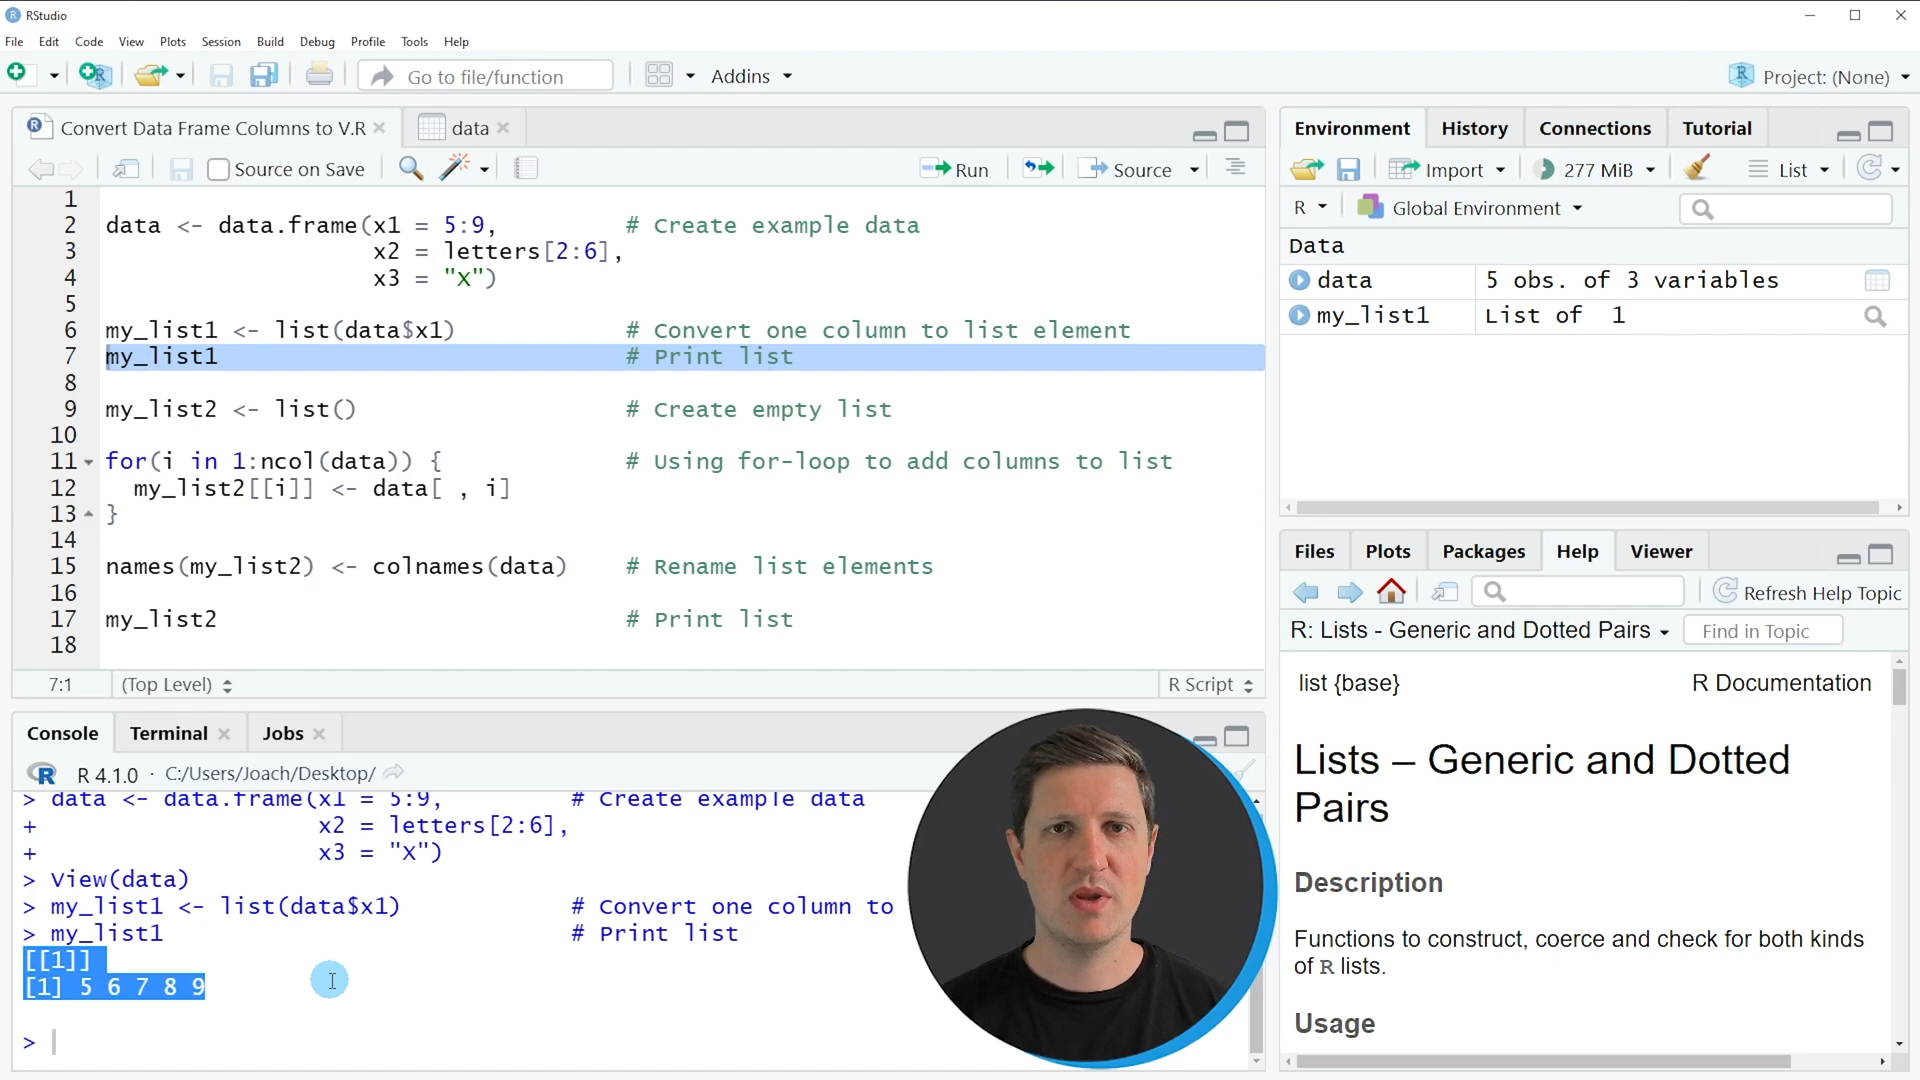 RStudio
File Edit Code View Plots Session Build Debug Profile Tools Help
Go to file/function Addins Project: (None)
Convert Data Frame Columns to V.R data
Source on Save Run Source
1
2 data <- data.frame(x1 = 5:9, # Create example data
3 x2 = letters[2:6],
4 x3 = "X")
5
6 my_list1 <- list(data$x1) # Convert one column to list element
7 my_list1 # Print list
8
9 my_list2 <- list() # Create empty list
10
11 for(i in 1:ncol(data)) { # Using for-loop to add columns to list
12 my_list2[[i]] <- data[ , i]
13 }
14
15 names(my_list2) <- colnames(data) # Rename list elements
16
17 my_list2 # Print list
18
7:1 (Top Level) R Script
Console Terminal Jobs
R 4.1.0 · C:/Users/Joach/Desktop/
> data <- data.frame(x1 = 5:9, # Create example data
+ x2 = letters[2:6],
+ x3 = "X")
> View(data)
> my_list1 <- list(data$x1) # Convert one column to
> my_list1 # Print list
[[1]]
[1] 5 6 7 8 9
>
Environment History Connections Tutorial
Import 277 MiB List
R Global Environment
Data
data 5 obs. of 3 variables
my_list1 List of 1
Files Plots Packages Help Viewer
Refresh Help Topic
R: Lists - Generic and Dotted Pairs Find in Topic
list {base} R Documentation
Lists – Generic and Dotted
Pairs
Description
Functions to construct, coerce and check for both kinds
of R lists.
Usage